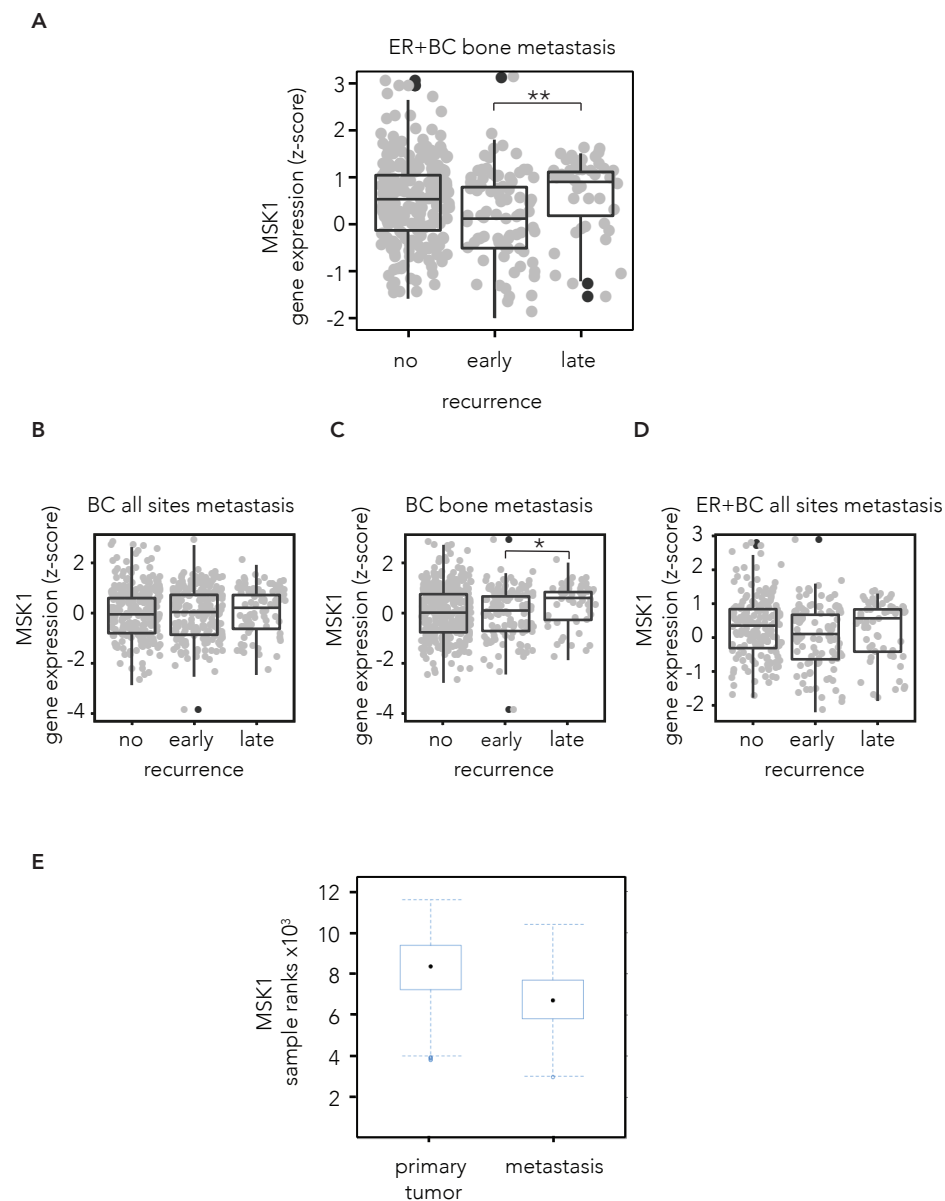 A
ER+BC bone metastasis
MSK1
gene expression (z-score)
3
2
1
0
-1
-2
**
no early late
recurrence
B
BC all sites metastasis
MSK1
gene expression (z-score)
2
0
-2
-4
no early late
recurrence
C
BC bone metastasis
MSK1
gene expression (z-score)
2
0
-2
-4
*
no early late
recurrence
D
ER+BC all sites metastasis
MSK1
gene expression (z-score)
3
2
1
0
-1
-2
no early late
recurrence
E
MSK1
sample ranks x10³
12
10
8
6
4
2
primary
tumor
metastasis